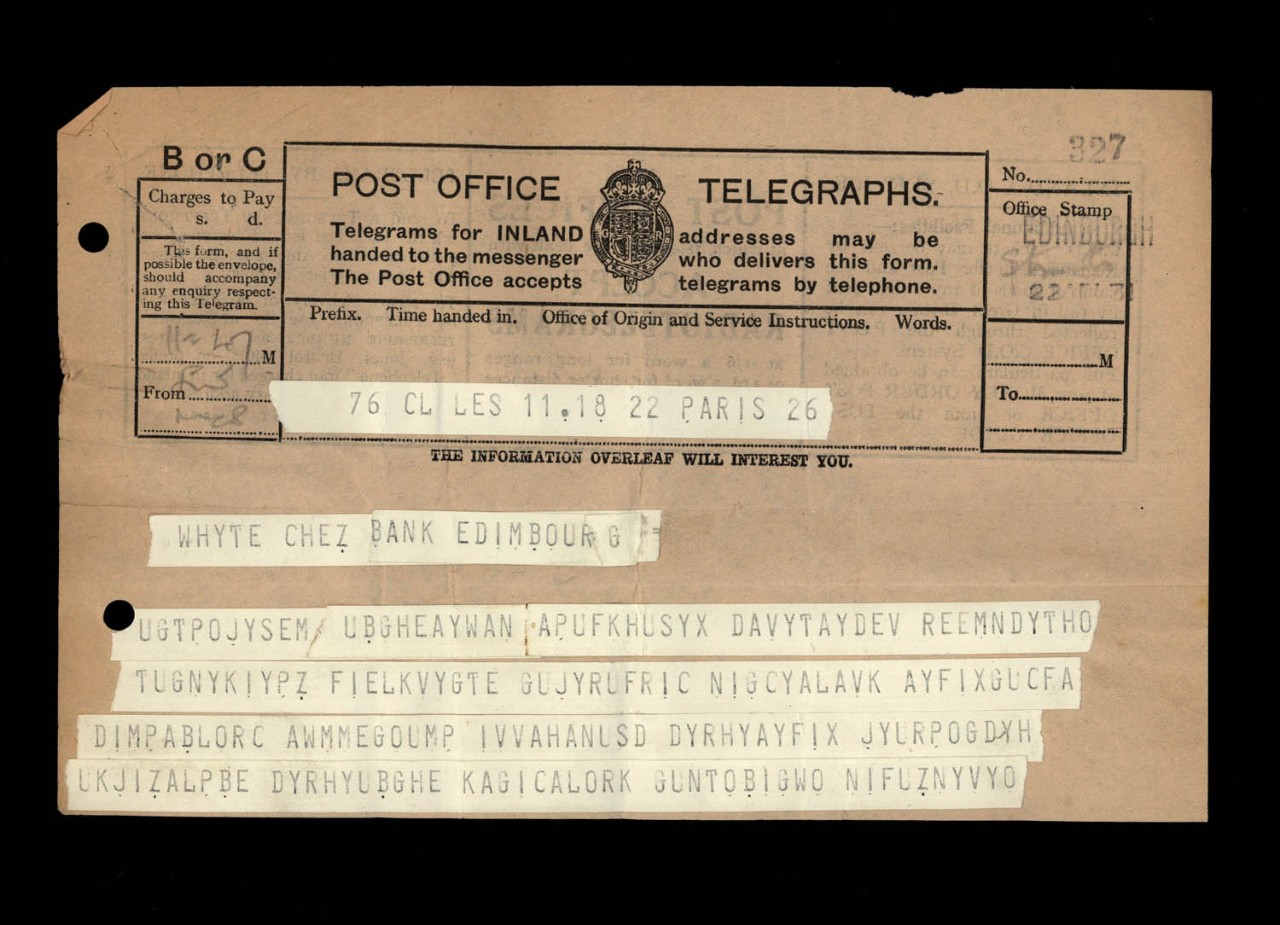 327
B or C
Charges to Pay
s. d.
This form, and if
possible the envelope,
should accompany
any enquiry respect-
ing this Telegram.
M
From
POST OFFICE TELEGRAPHS.
G R
Telegrams for INLAND addresses may be
handed to the messenger who delivers this form.
The Post Office accepts telegrams by telephone.
Prefix. Time handed in. Office of Origin and Service Instructions. Words.
No.
Office Stamp
EDINBURGH
M
To
76 CL LES 11.18 22 PARIS 26
THE INFORMATION OVERLEAF WILL INTEREST YOU.
WHYTE CHEZ BANK EDIMBOURG =
UGTPOJYSEM UBGHEAYWAN APUFKHUSYX DAVYTAYDEV REEMNDYTHO
TUGNYKIYPZ FIELKVYGTE GUJYRUFRIC NIGCYALAVK AYFIXGUCFA
DIMPABLORC AWMMEGOUMP IVVAHANUSD DYRHYAYFIX JYURPOGDYH
UKJIZALPBE DYRHYUBGHE KAGICALORK GUNTOBIGWO NIFUZNYVYO